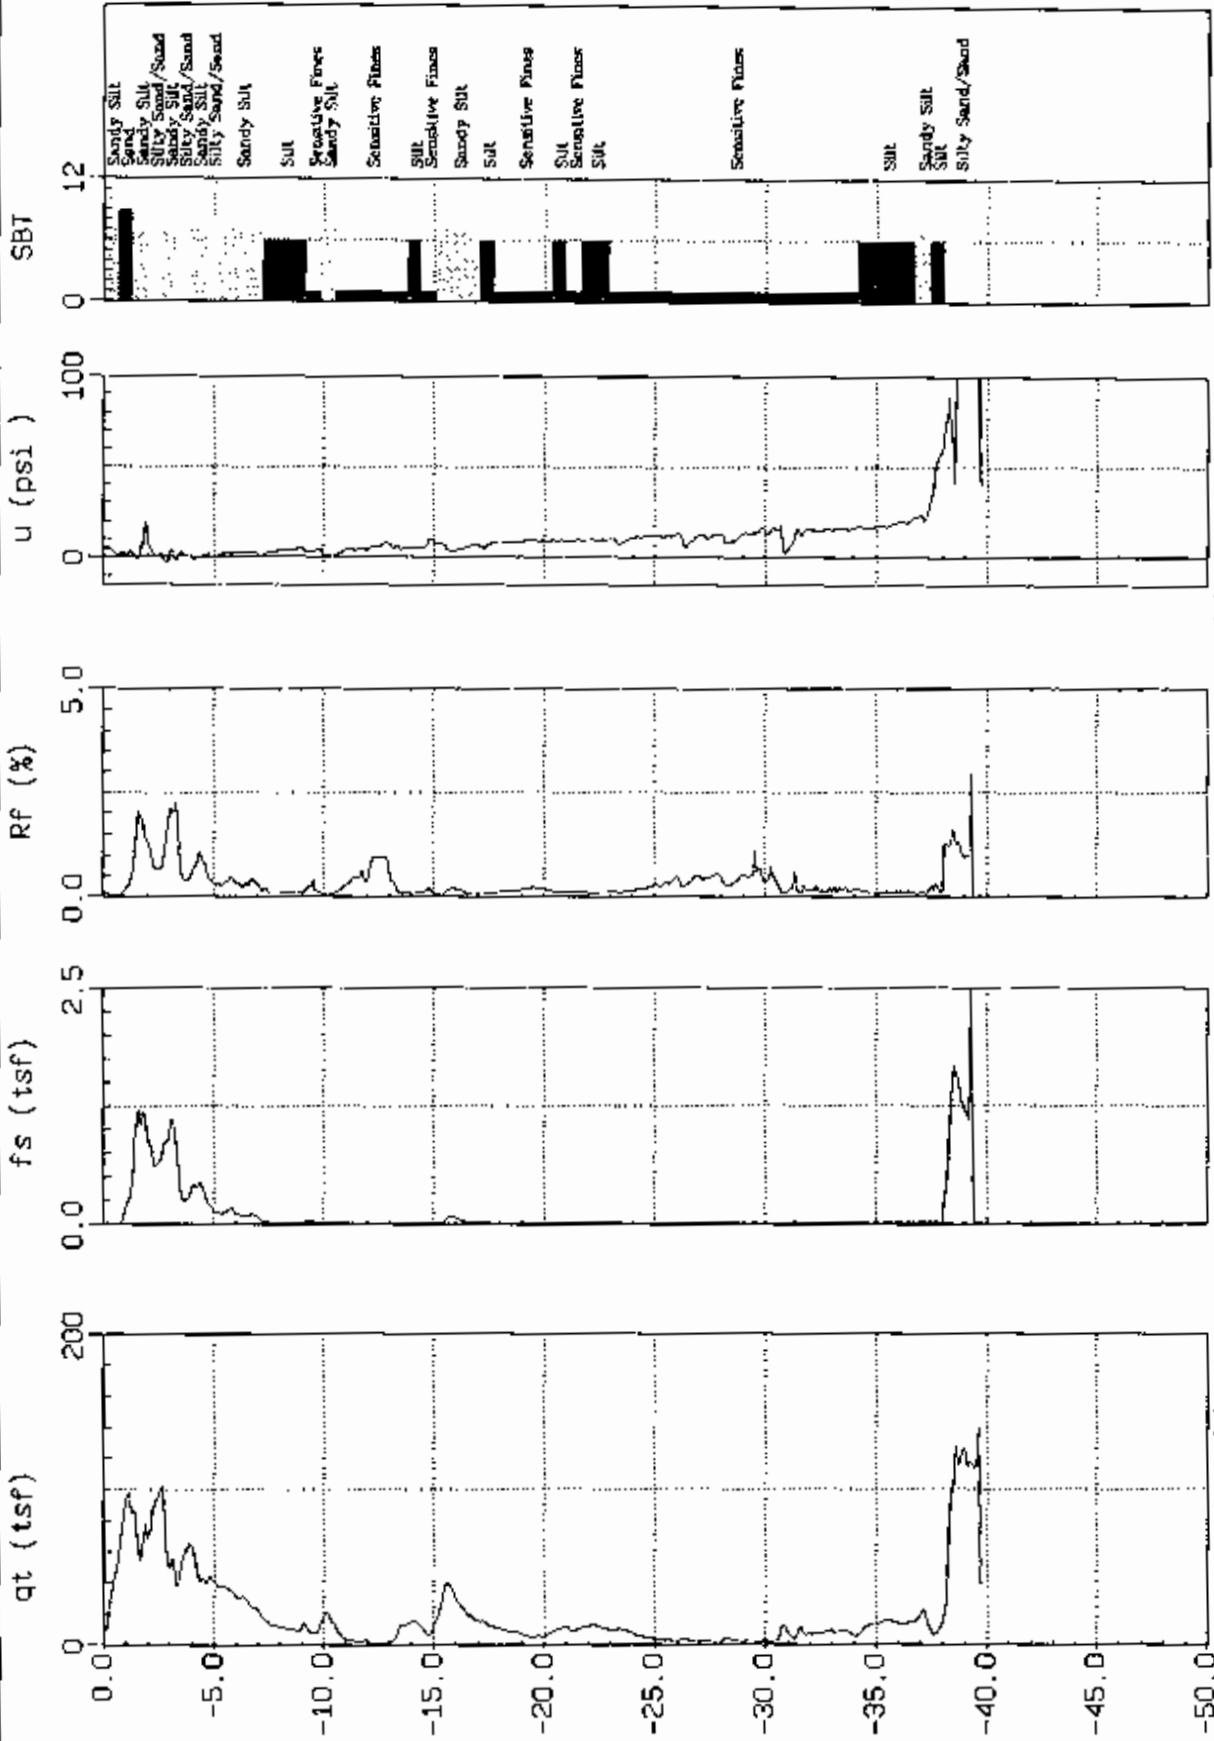 SBT
12
0
Sandy Silt
Sand
Sandy Silt
Silty Sand/Sand
Sandy Silt
Silty Sand/Sand
Sandy Silt
Silty Sand/Sand
Sandy Silt
Silt
Sensitive Fines
Sandy Silt
Sensitive Fines
Silt
Sensitive Fines
Sandy Silt
Silt
Sensitive Fines
Silt
Sensitive Fines
Silt
Sensitive Fines
Silt
Sandy Silt
Silt
Silty Sand/Sand
u (psi )
100
0
Rf (%)
5.0
0.0
fs (tsf)
2.5
0.0
qt (tsf)
200
0
0.0
-5.0
-10.0
-15.0
-20.0
-25.0
-30.0
-35.0
-40.0
-45.0
-50.0